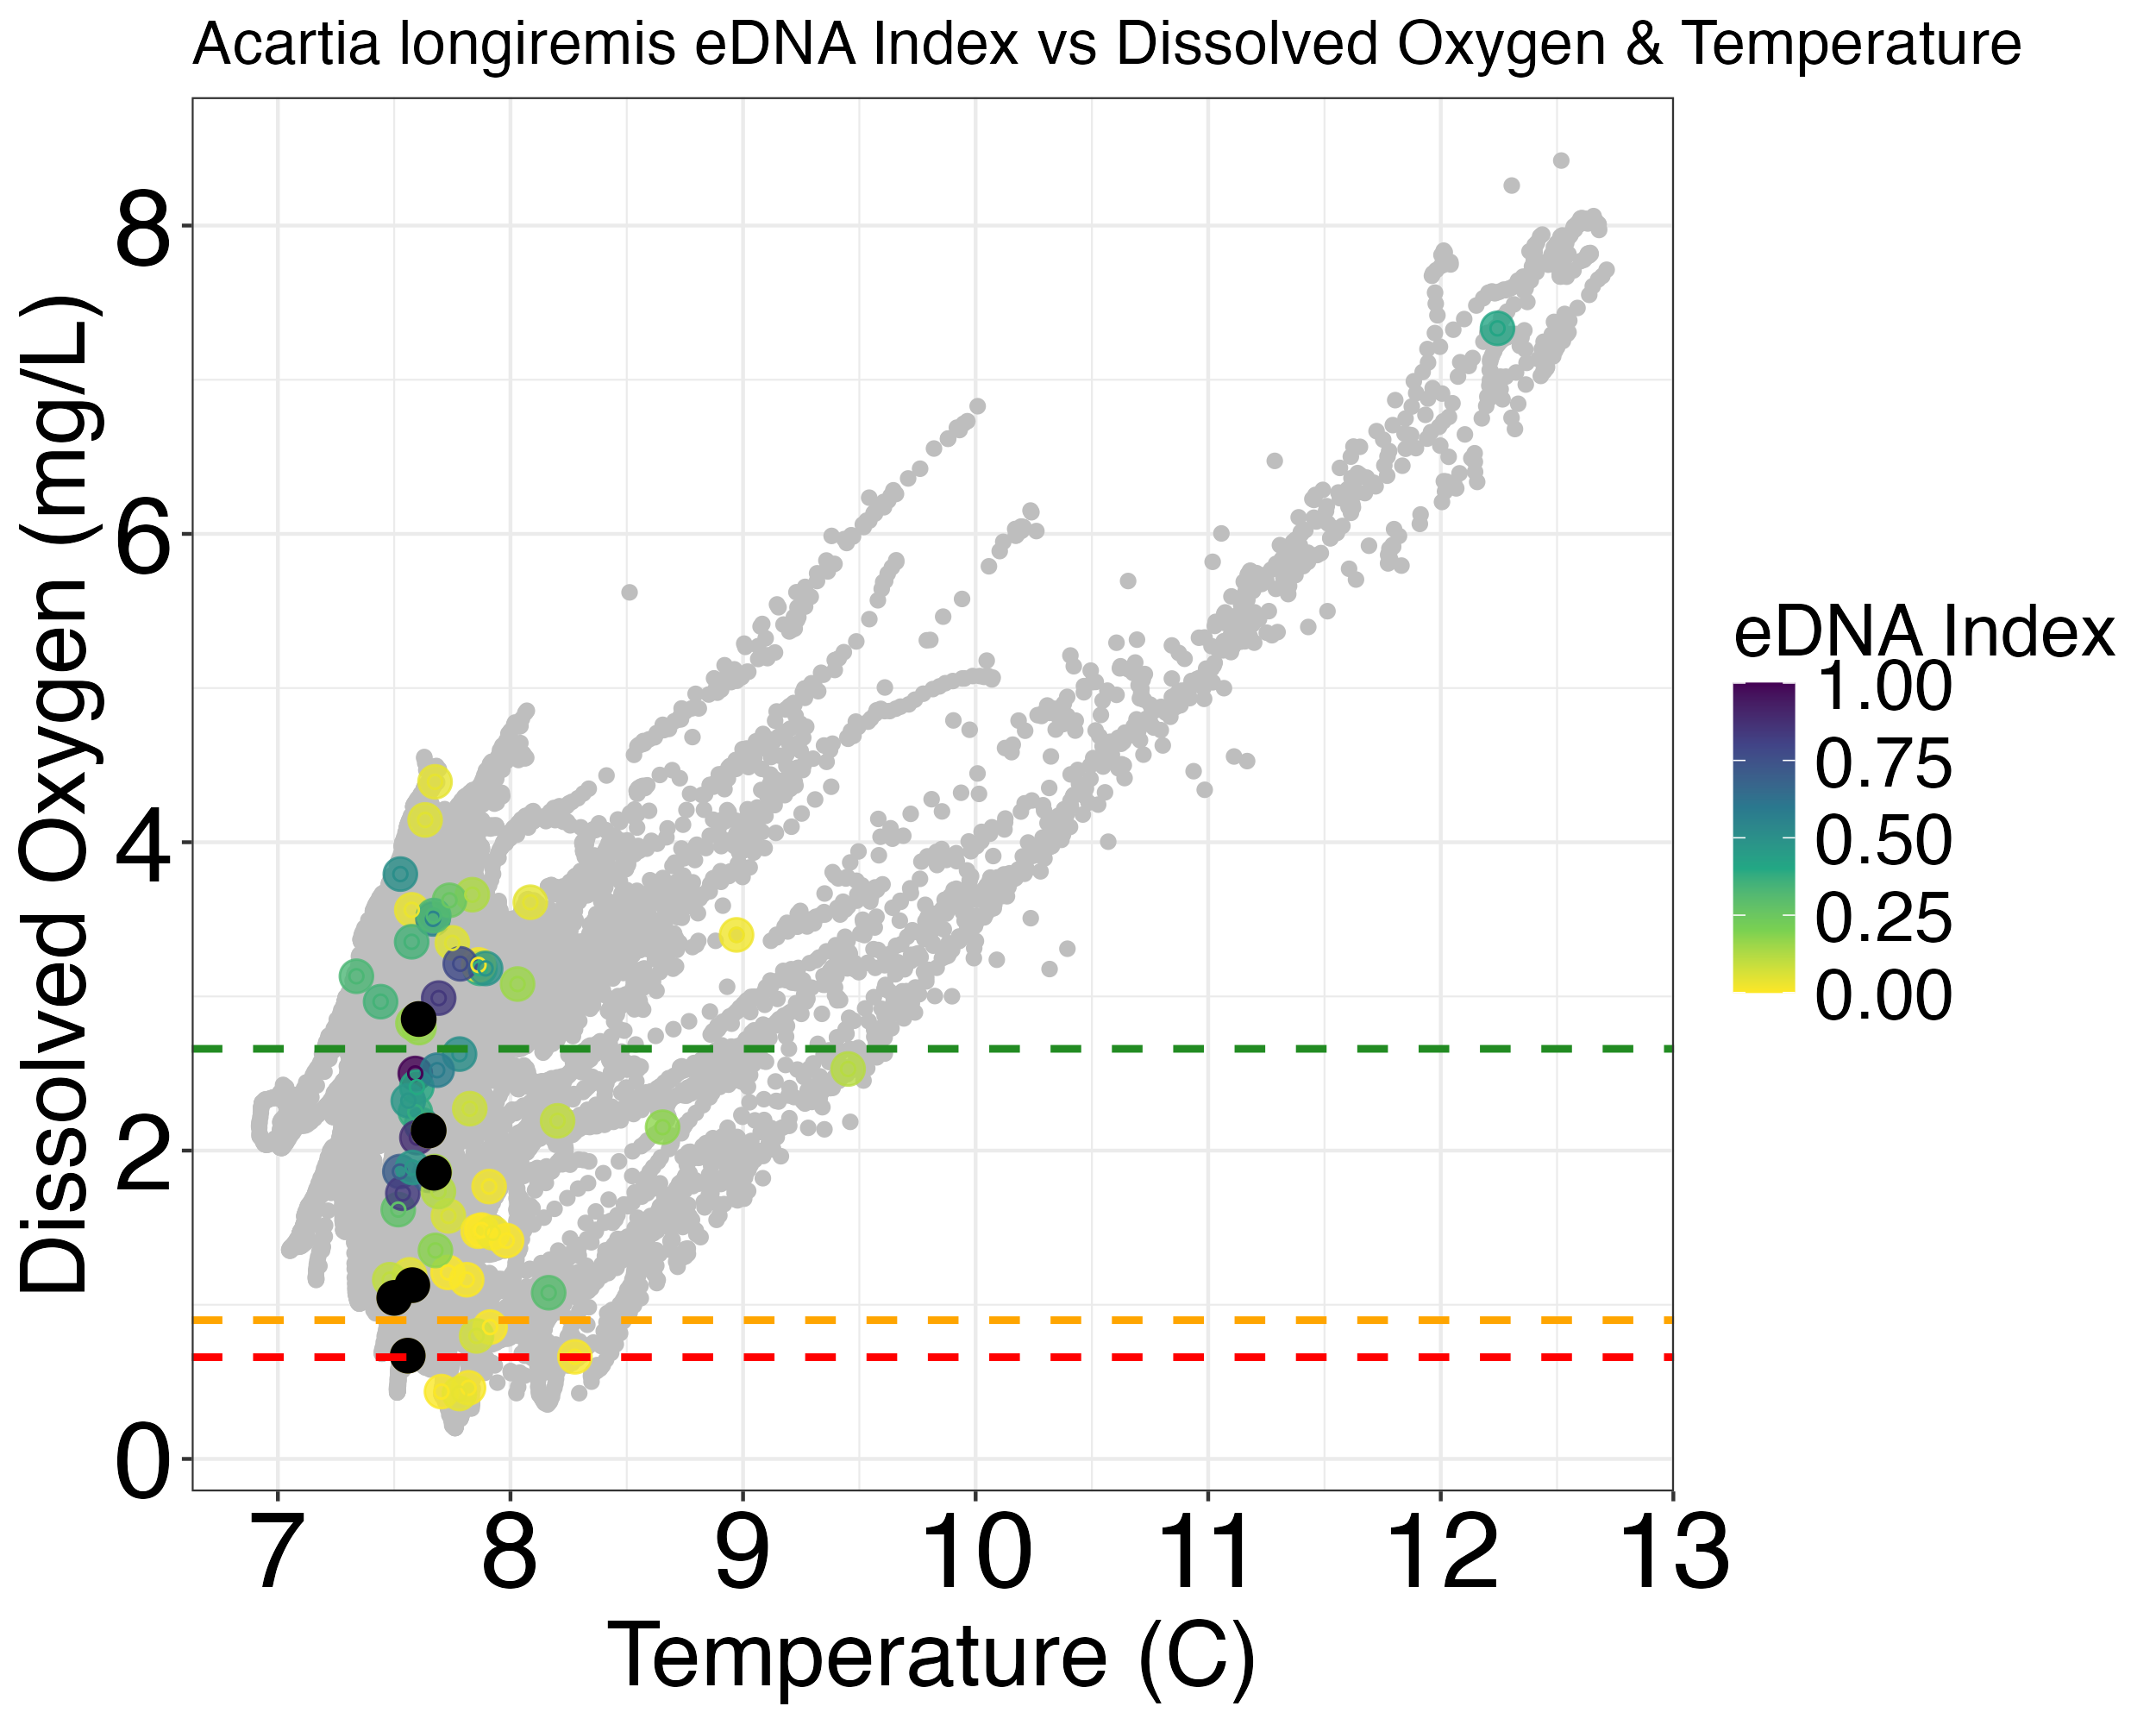 Acartia longiremis eDNA Index vs Dissolved Oxygen & Temperature
Dissolved Oxygen (mg/L)
8
6
4
2
0
7 8 9 10 11 12 13
Temperature (C)
eDNA Index
1.00
0.75
0.50
0.25
0.00